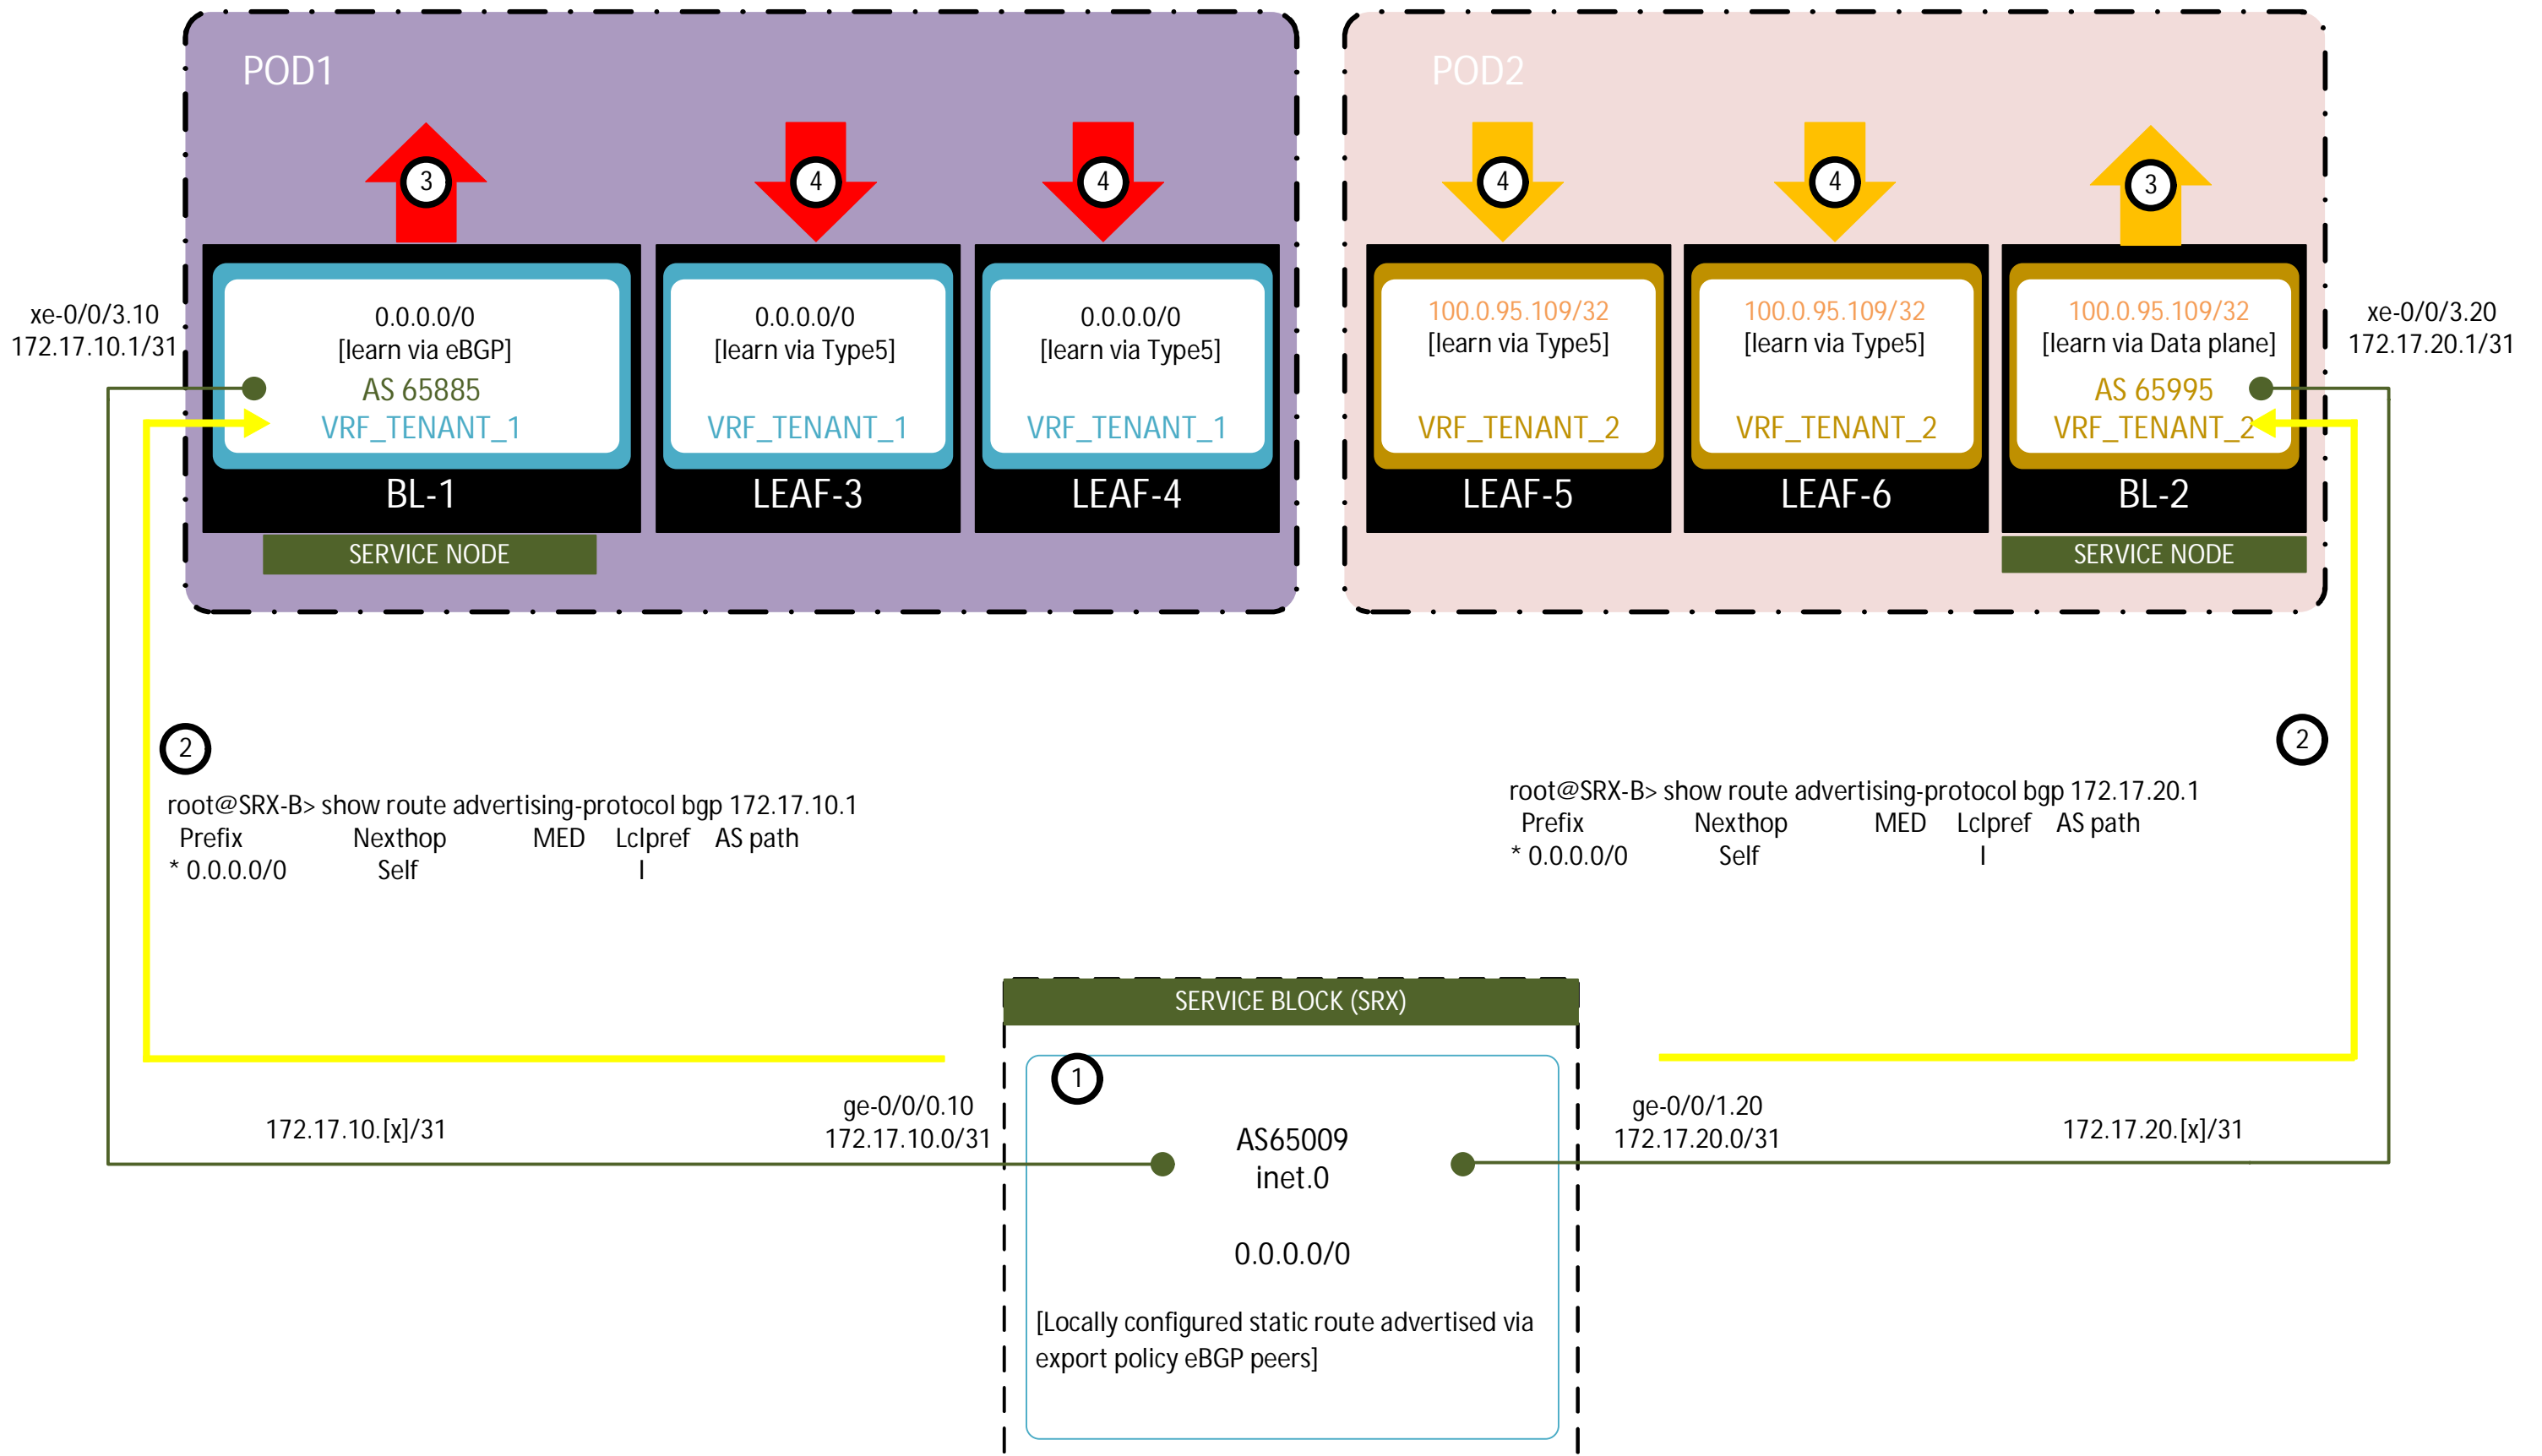 POD1
POD2
3
4
4
4
4
3
xe-0/0/3.10
172.17.10.1/31
0.0.0.0/0
[learn via eBGP]
AS 65885
VRF_TENANT_1
BL-1
SERVICE NODE
0.0.0.0/0
[learn via Type5]
VRF_TENANT_1
LEAF-3
0.0.0.0/0
[learn via Type5]
VRF_TENANT_1
LEAF-4
100.0.95.109/32
[learn via Type5]
VRF_TENANT_2
LEAF-5
100.0.95.109/32
[learn via Type5]
VRF_TENANT_2
LEAF-6
100.0.95.109/32
[learn via Data plane]
AS 65995
VRF_TENANT_2
BL-2
SERVICE NODE
xe-0/0/3.20
172.17.20.1/31
2
root@SRX-B> show route advertising-protocol bgp 172.17.10.1
Prefix Nexthop MED Lclpref AS path
* 0.0.0.0/0 Self I
2
root@SRX-B> show route advertising-protocol bgp 172.17.20.1
Prefix Nexthop MED Lclpref AS path
* 0.0.0.0/0 Self I
SERVICE BLOCK (SRX)
1
172.17.10.[x]/31
ge-0/0/0.10
172.17.10.0/31
AS65009
inet.0
0.0.0.0/0
[Locally configured static route advertised via
export policy eBGP peers]
ge-0/0/1.20
172.17.20.0/31
172.17.20.[x]/31